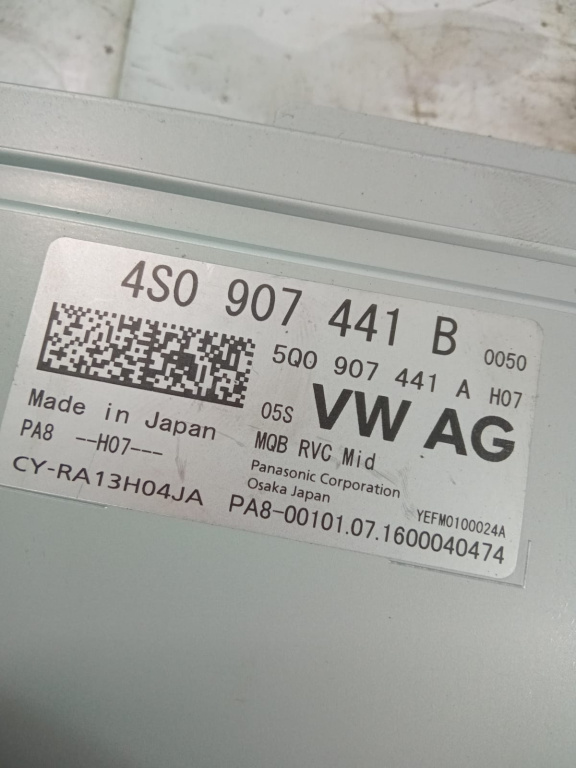 4S0 907 441 B 0050
5Q0 907 441 A H07
05S VW AG
Made in Japan
MQB RVC Mid
PA8 --H07---
Panasonic Corporation
Osaka Japan
CY-RA13H04JA
YEFM0100024A
PA8-00101.07.1600040474